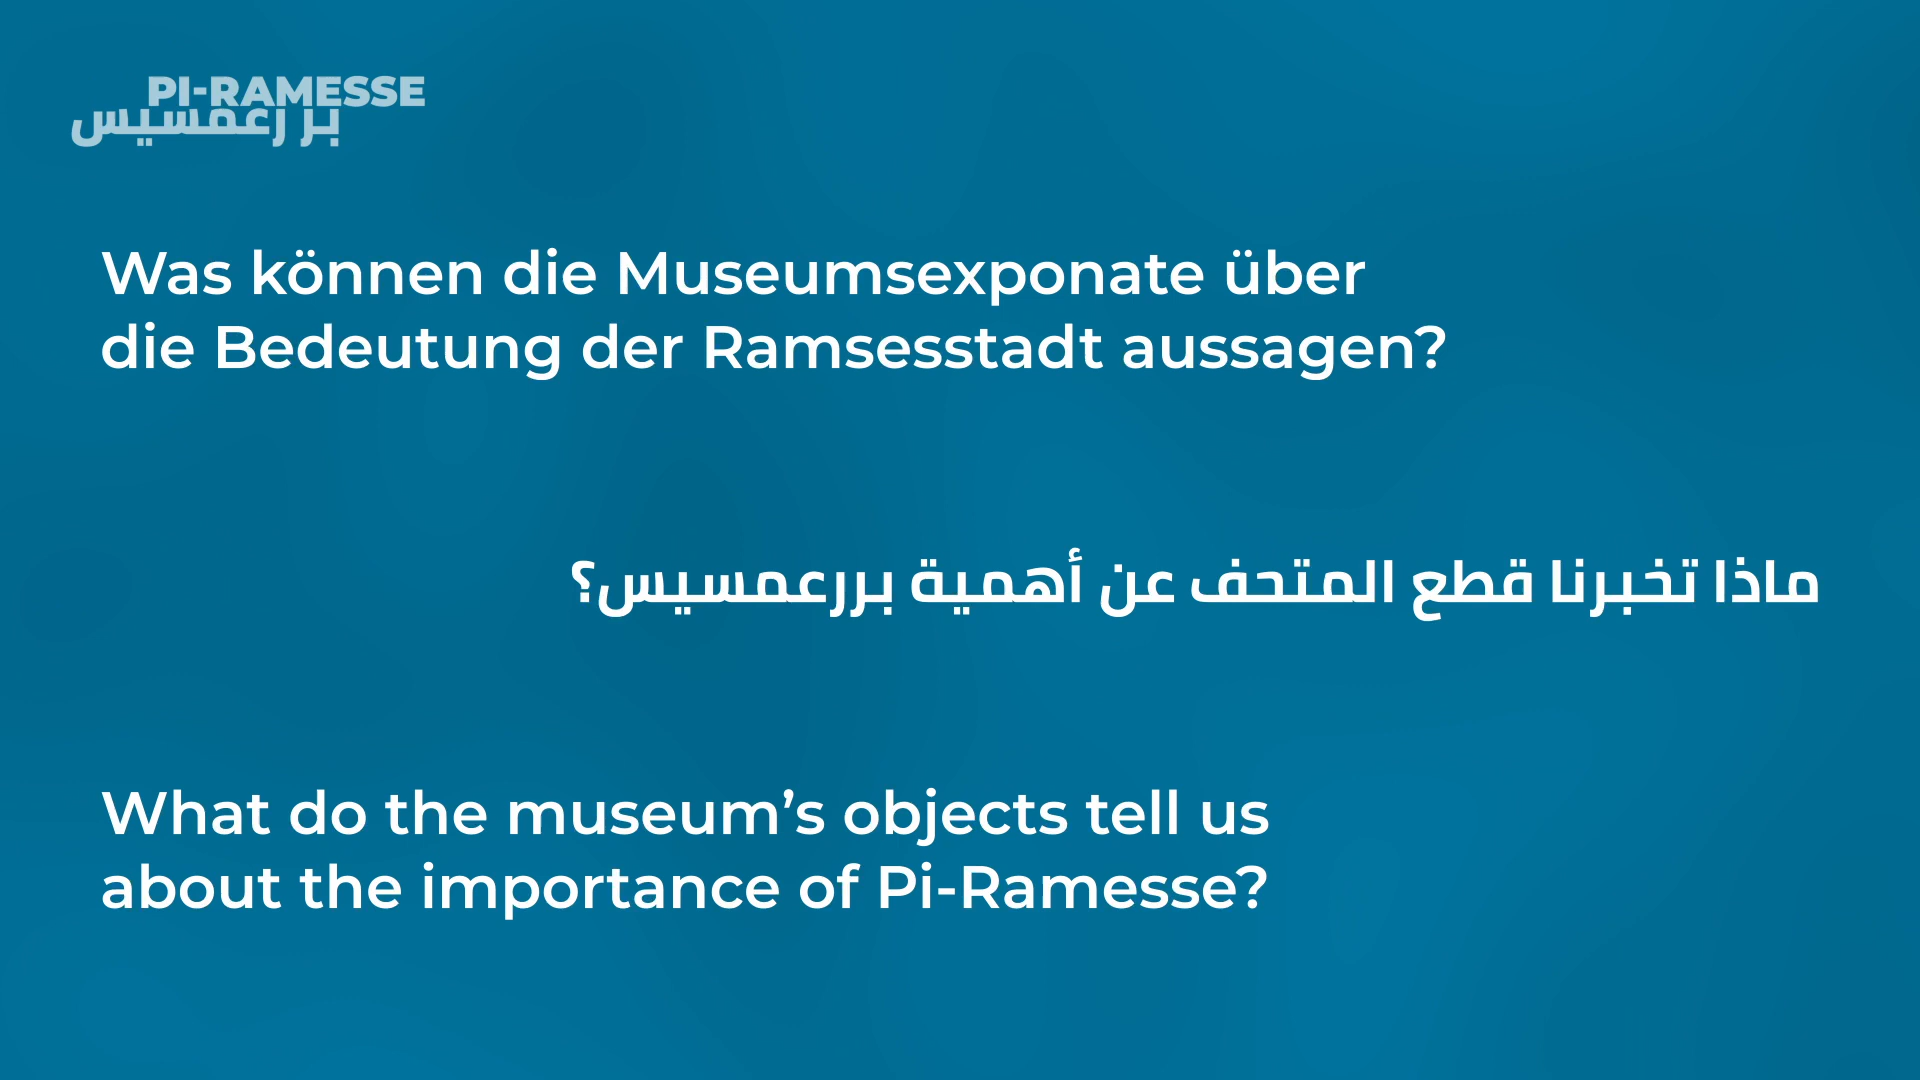 PI-RAMESSE
بر رعمسيس
Was können die Museumsexponate über
die Bedeutung der Ramsesstadt aussagen?
ماذا تخبرنا قطع المتحف عن أهمية بررعمسيس؟
What do the museum’s objects tell us
about the importance of Pi-Ramesse?